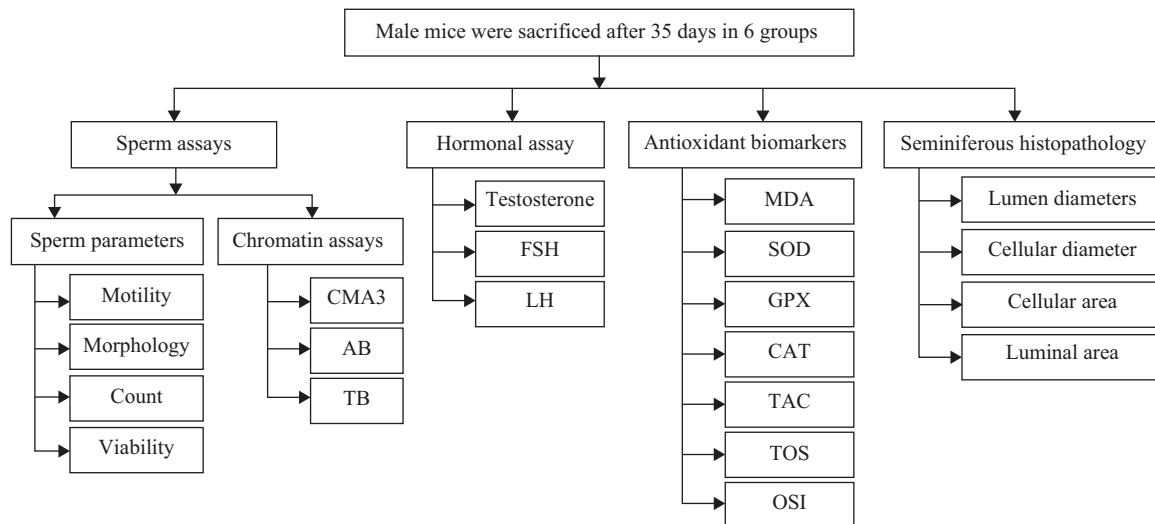 Male mice were sacrificed after 35 days in 6 groups
Sperm assays
Sperm parameters
Motility
Morphology
Count
Viability
Chromatin assays
CMA3
AB
TB
Hormonal assay
Testosterone
FSH
LH
Antioxidant biomarkers
MDA
SOD
GPX
CAT
TAC
TOS
OSI
Seminiferous histopathology
Lumen diameters
Cellular diameter
Cellular area
Luminal area